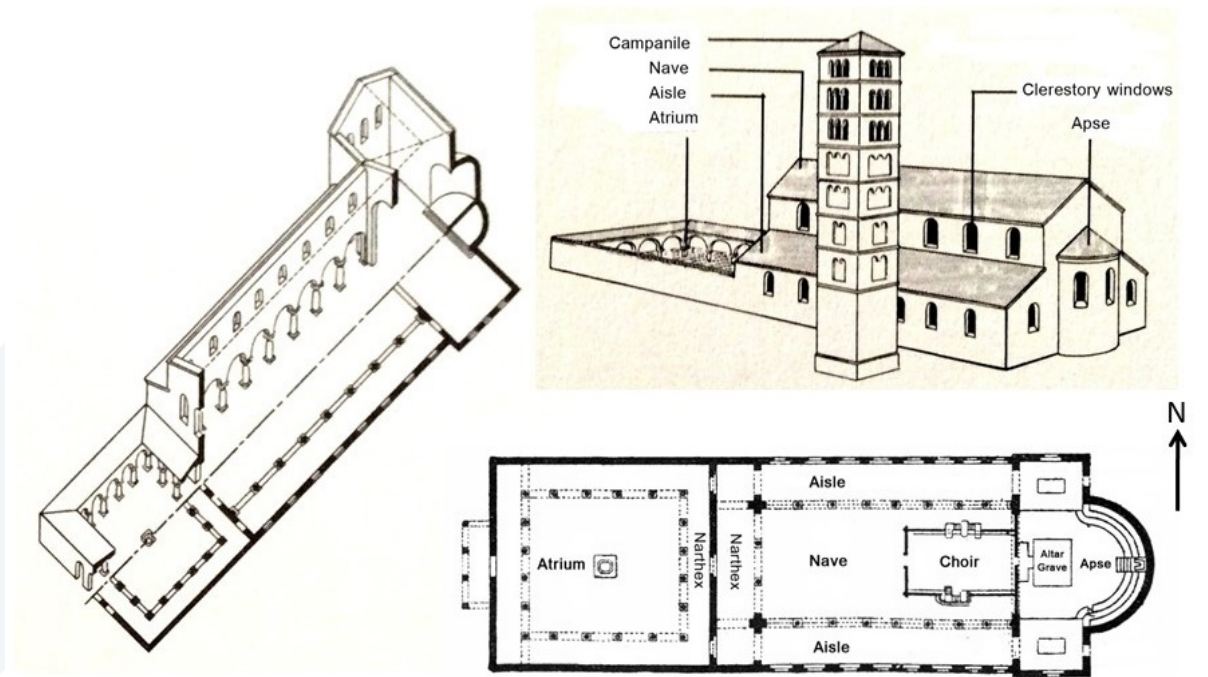 Campanile
Nave
Aisle
Atrium
Clerestory windows
Apse
N
Aisle
Atrium
Narthex
Narthex
Nave
Choir
Altar
Grave
Apse
Aisle